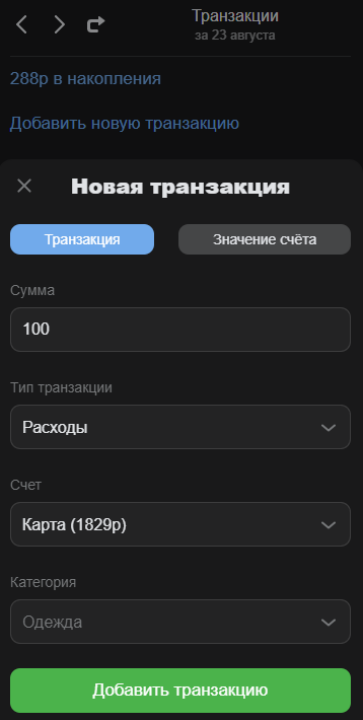 Транзакции
за 23 августа
288р в накопления
Добавить новую транзакцию
Новая транзакция
Транзакция
Значение счёта
Сумма
100
Тип транзакции
Расходы
Счет
Карта (1829р)
Категория
Одежда
Добавить транзакцию